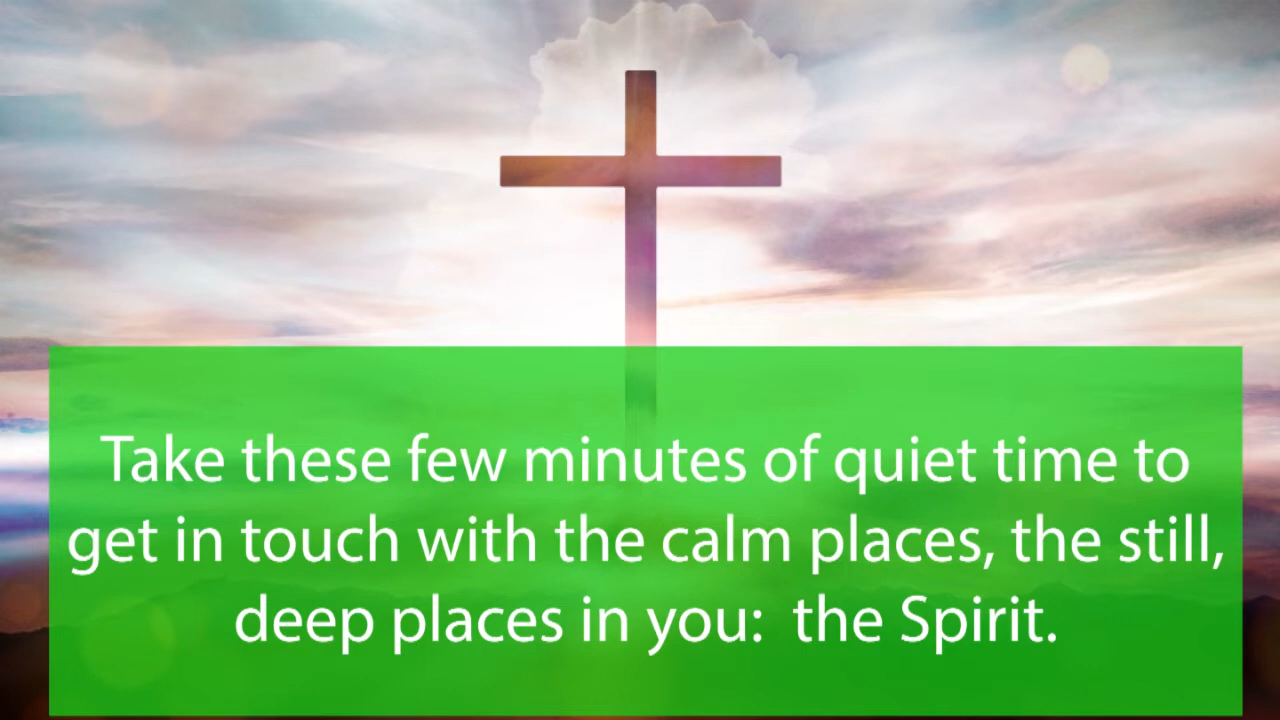 Take these few minutes of quiet time to
get in touch with the calm places, the still,
deep places in you:  the Spirit.